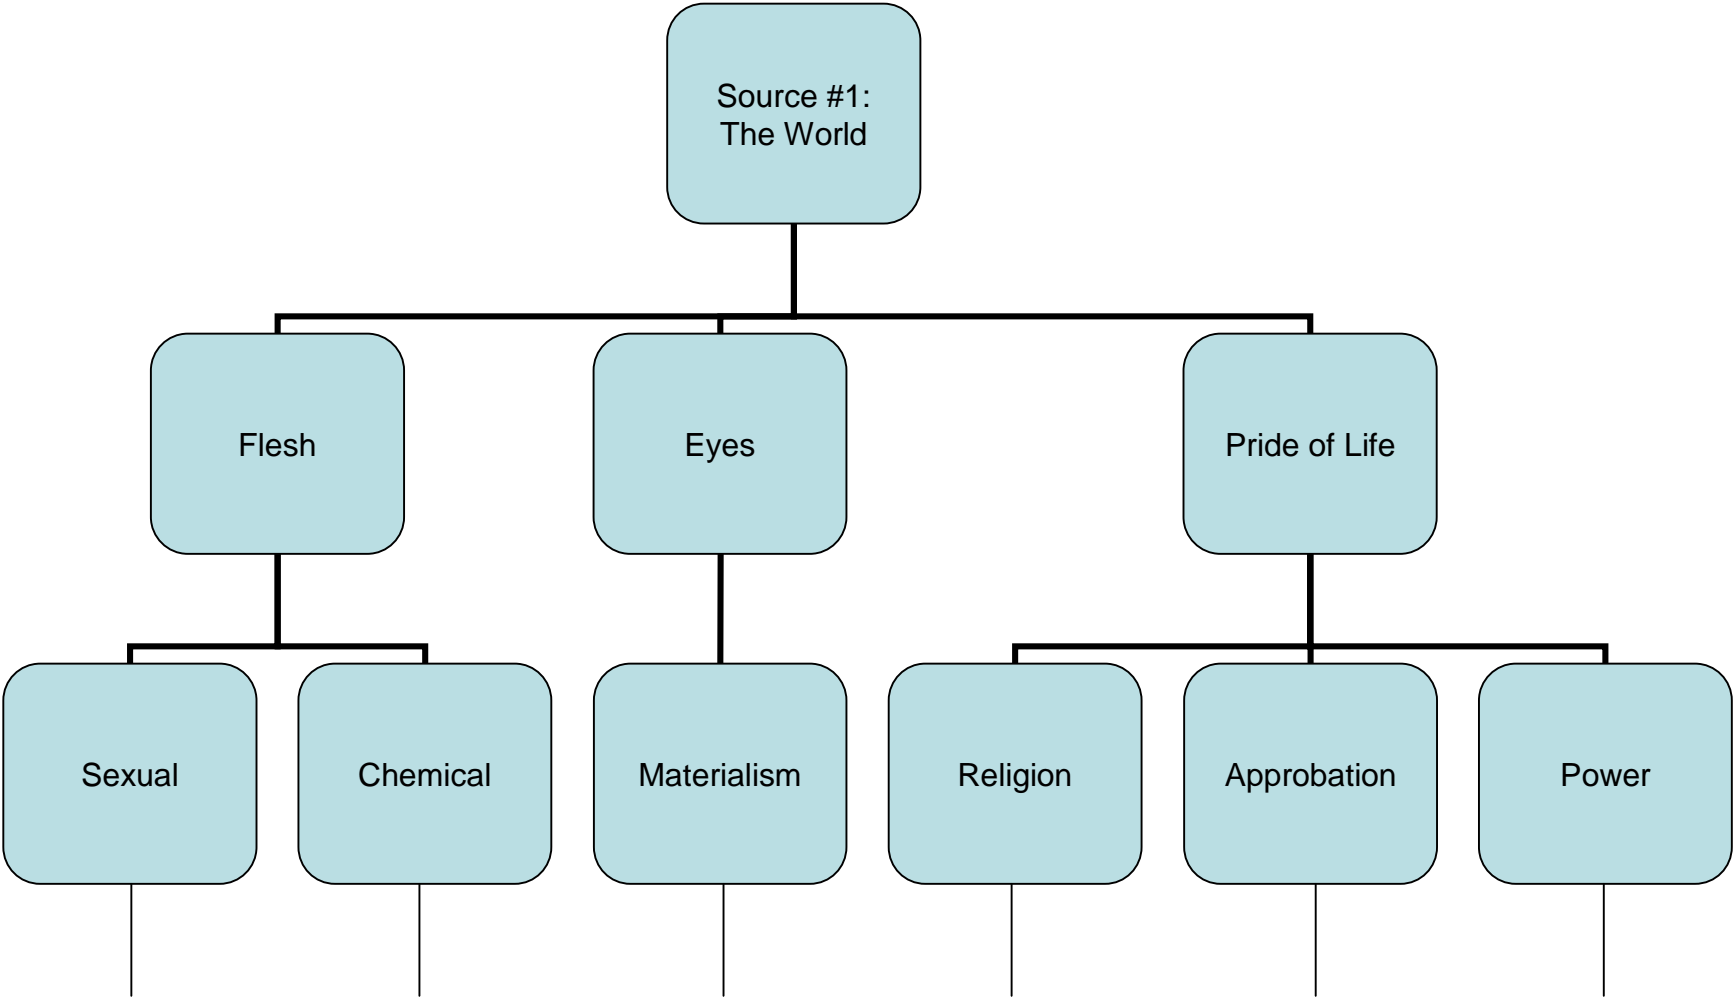 Source #1:
The World
Flesh
Eyes
Pride of Life
Sexual
Chemical
Materialism
Religion
Approbation
Power